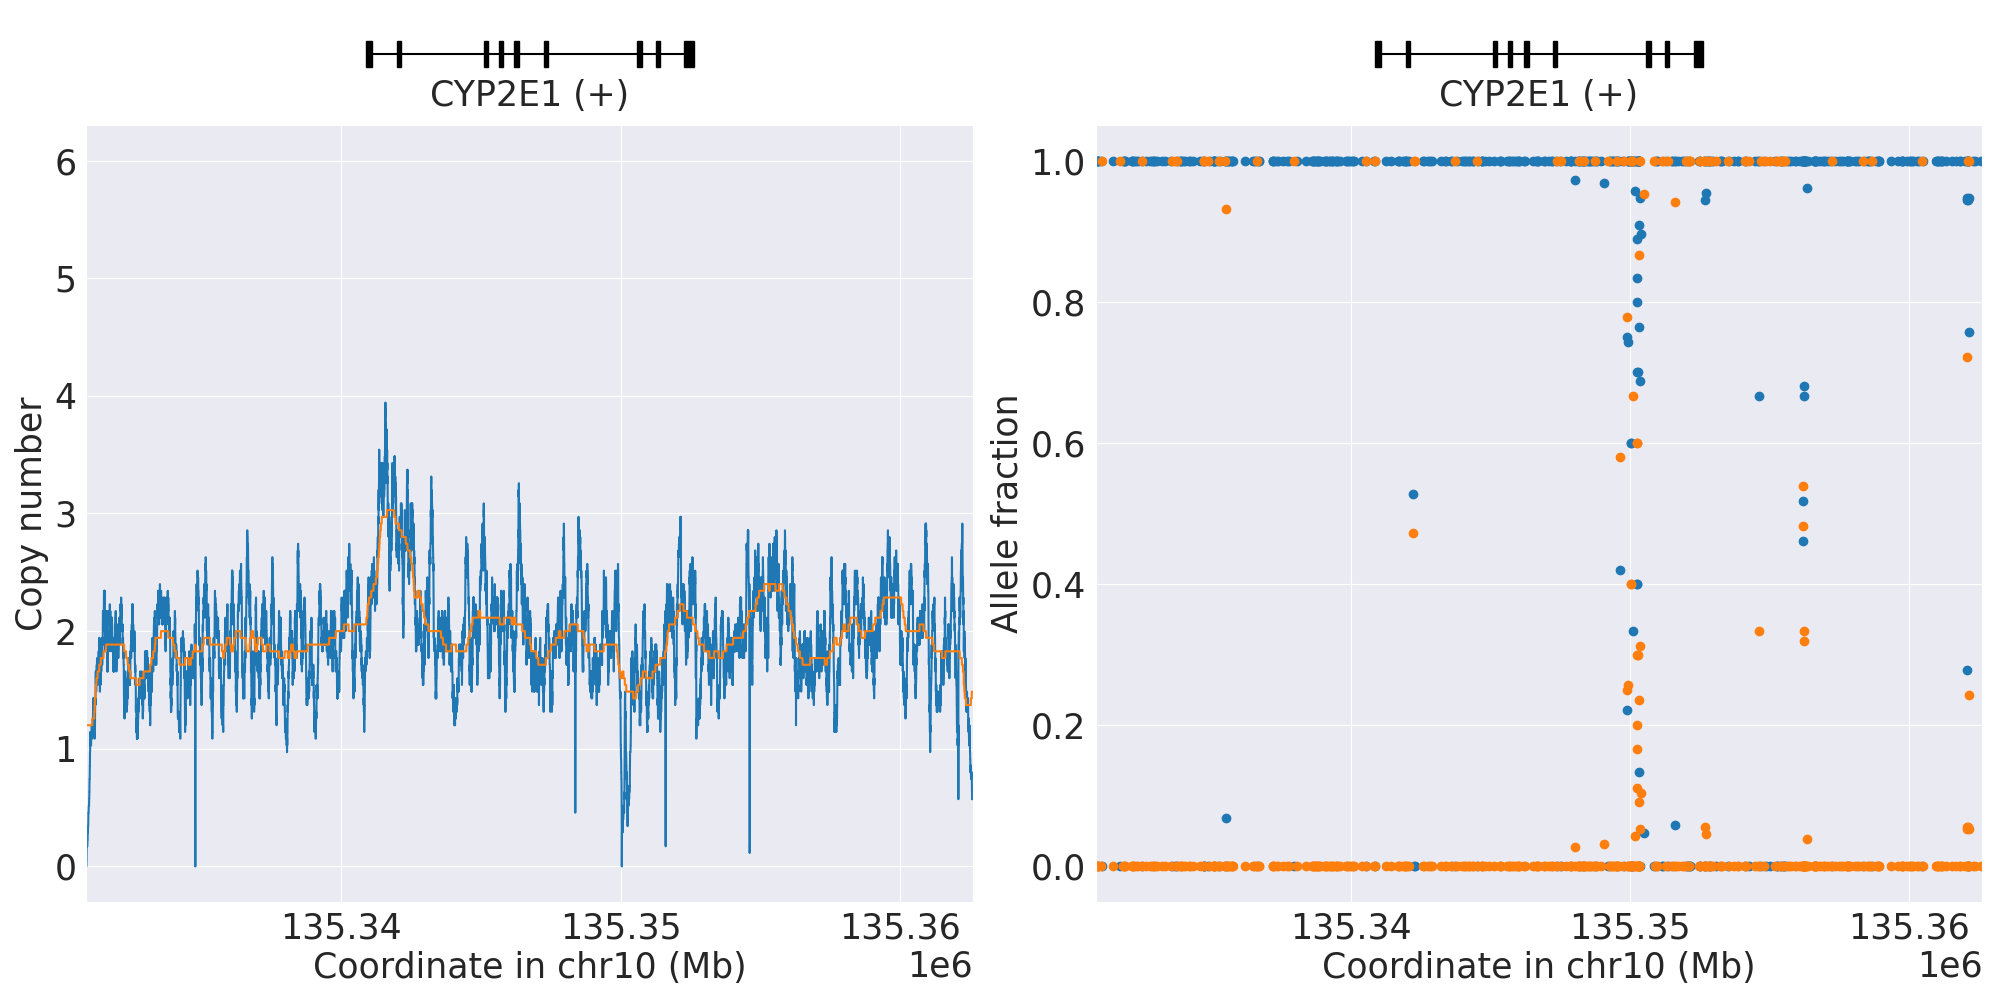 CYP2E1 (+)
6
5
4
3
2
1
0
Copy number
135.34 135.35 135.36
Coordinate in chr10 (Mb)
1e6
CYP2E1 (+)
1.0
0.8
0.6
0.4
0.2
0.0
Allele fraction
135.34 135.35 135.36
Coordinate in chr10 (Mb)
1e6